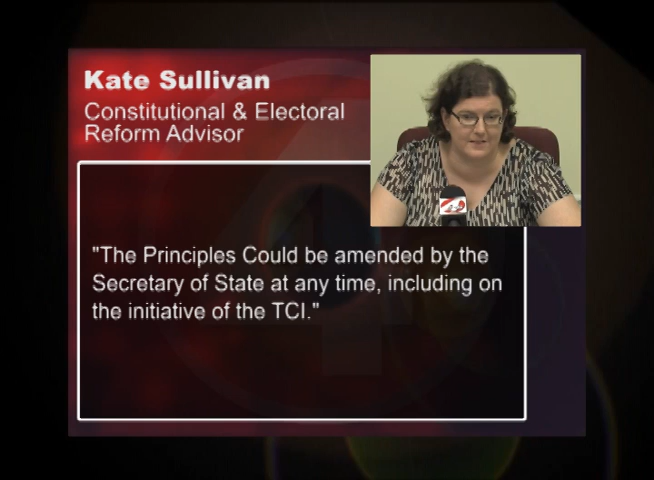 Kate Sullivan
Constitutional & Electoral
Reform Advisor
"The Principles Could be amended by the
Secretary of State at any time, including on
the initiative of the TCI."